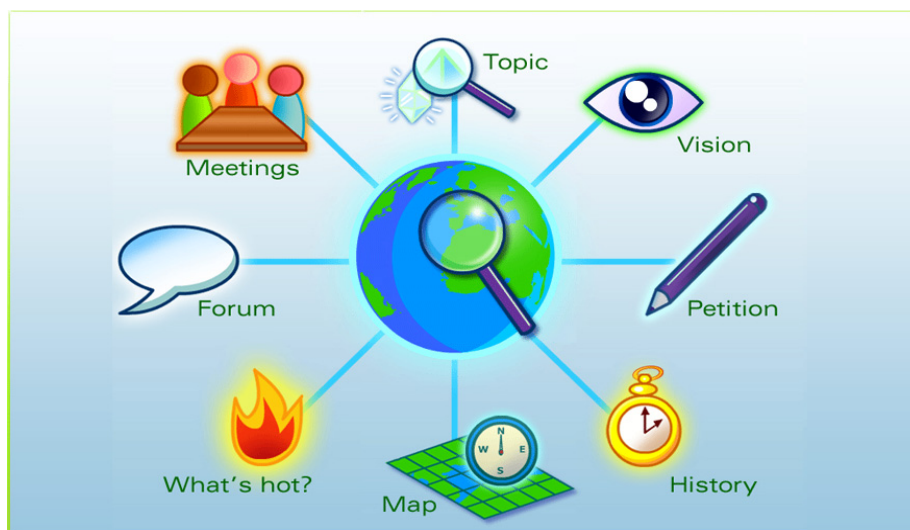 Topic
Vision
Meetings
Forum
Petition
What's hot?
Map
N
W E
S
History